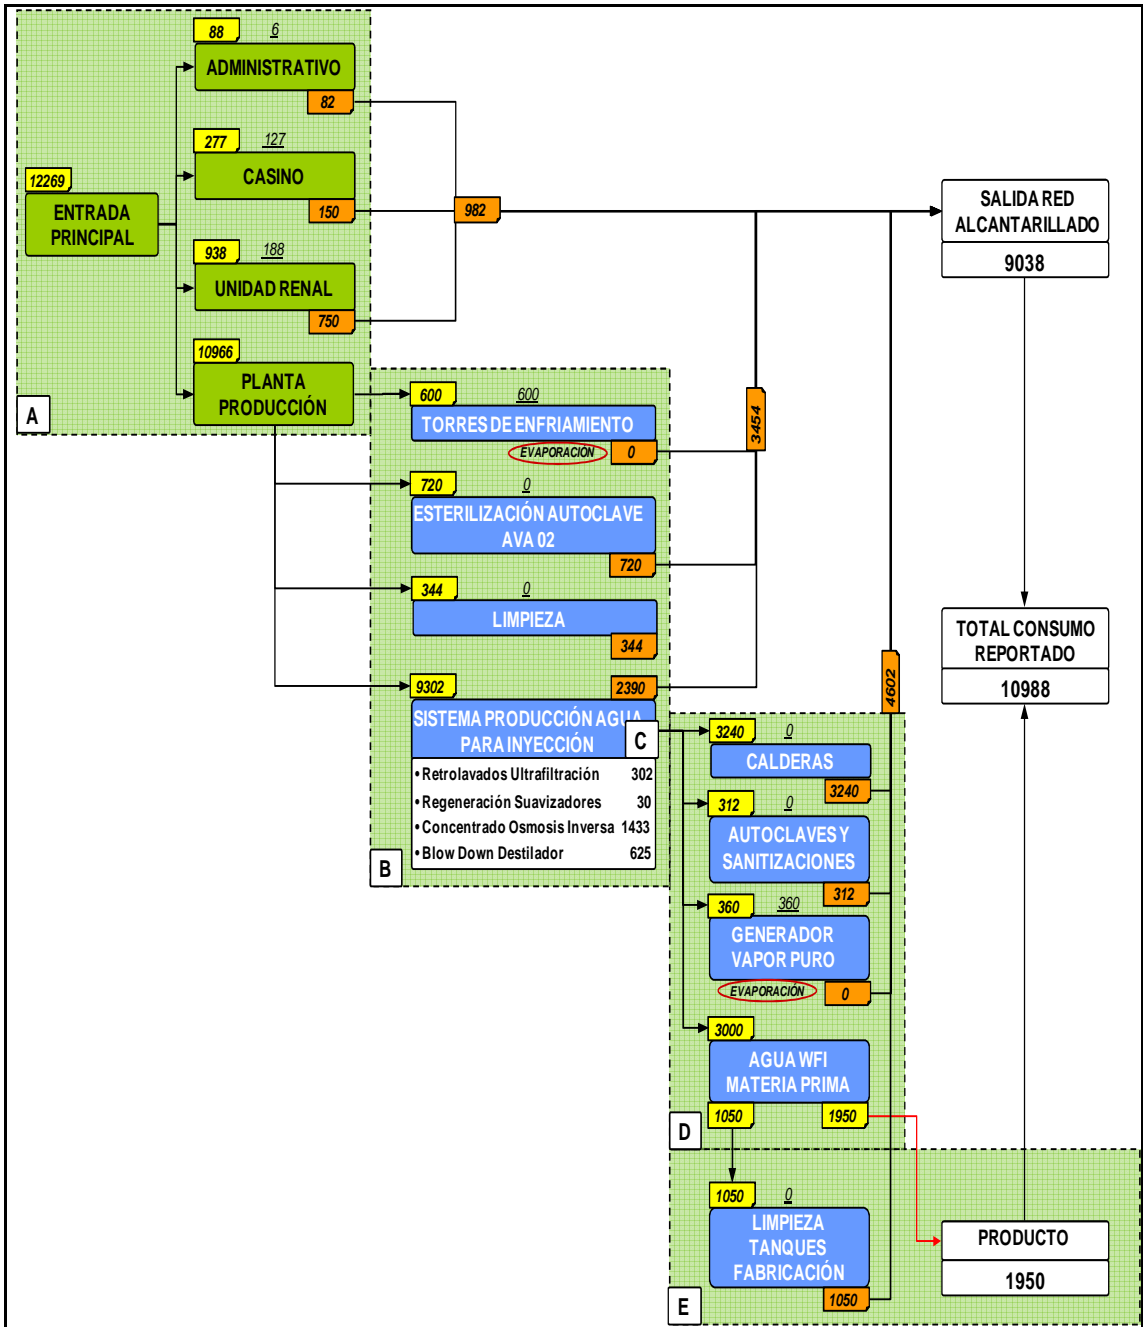 88 6
ADMINISTRATIVO
82
277 127
CASINO
150
12269
ENTRADA
PRINCIPAL
982
938 188
UNIDAD RENAL
750
10966
PLANTA
PRODUCCIÓN
A
SALIDA RED
ALCANTARILLADO
9038
600 600
TORRES DE ENFRIAMIENTO
EVAPORACIÓN 0
3454
720 0
ESTERILIZACIÓN AUTOCLAVE
AVA 02
720
344 0
LIMPIEZA
344
9302 2390
SISTEMA PRODUCCIÓN AGUA
PARA INYECCIÓN
C
• Retrolavados Ultrafiltración 302
• Regeneración Suavizadores 30
• Concentrado Osmosis Inversa 1433
• Blow Down Destilador 625
B
TOTAL CONSUMO
REPORTADO
10988
4602
3240 0
CALDERAS
3240
312 0
AUTOCLAVES Y
SANITIZACIONES
312
360 360
GENERADOR
VAPOR PURO
EVAPORACIÓN 0
3000
AGUA WFI
MATERIA PRIMA
1050 1950
D
1050 0
LIMPIEZA
TANQUES
FABRICACIÓN
1050
E
PRODUCTO
1950